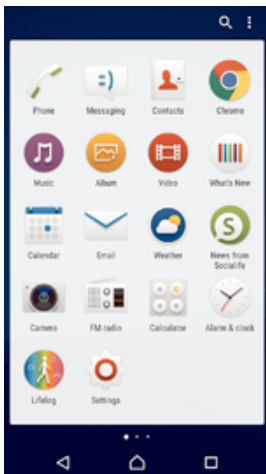 :)
Phone Messaging Contacts Chrome
Music Album Video What's New
S
Calendar Email Weather News from
Socialife
Camera FM radio Calculator Alarm & clock
Lifelog Settings